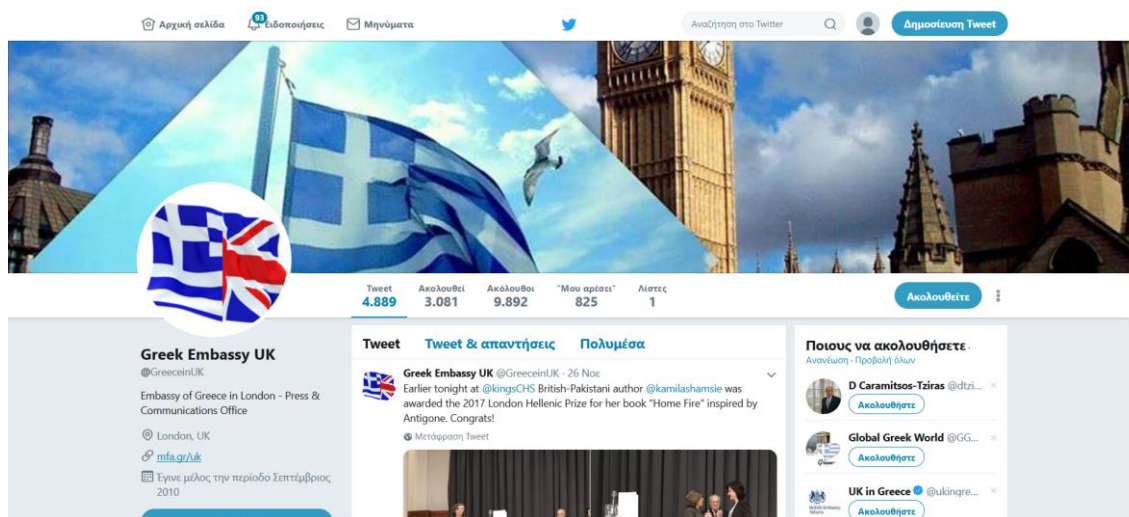 Αρχική σελίδα
93
Ειδοποιήσεις
Μηνύματα
Αναζήτηση στο Twitter
Δημοσίευση Tweet
Tweet Ακολουθεί Ακόλουθοι "Μου αρέσει" Λίστες
4.889 3.081 9.892 825 1
Ακολουθείτε
Greek Embassy UK
@GreeceinUK
Embassy of Greece in London - Press &
Communications Office
London, UK
mfa.gr/uk
Έγινε μέλος την περίοδο Σεπτέμβριος
2010
Tweet Tweet & απαντήσεις Πολυμέσα
Greek Embassy UK @GreeceinUK · 26 Νοε
Earlier tonight at @kingsCHS British-Pakistani author @kamilashamsie was
awarded the 2017 London Hellenic Prize for her book "Home Fire" inspired by
Antigone. Congrats!
Μετάφραση Tweet
Ποιους να ακολουθήσετε ·
Ανανέωση · Προβολή όλων
D Caramitsos-Tziras @dtzi...
Ακολουθήστε
Global Greek World @GG...
Ακολουθήστε
UK in Greece @ukingre...
Ακολουθήστε